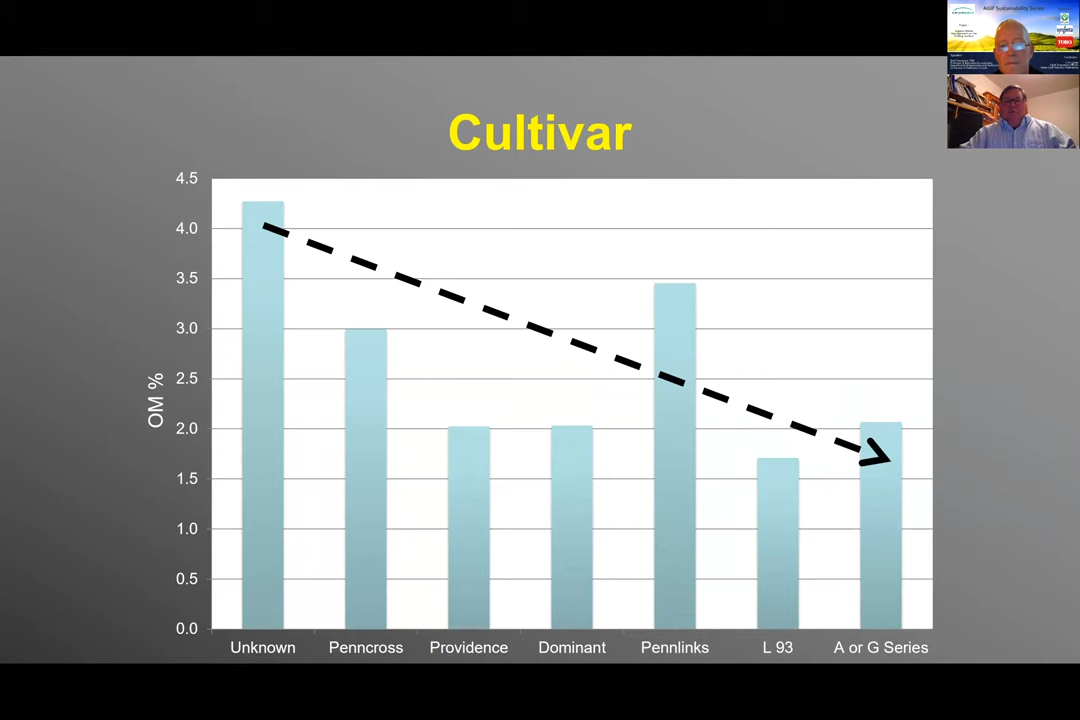 AGIF Sustainability Series
syngenta
TORO
Cultivar
4.5
4.0
3.5
3.0
2.5
2.0
1.5
1.0
0.5
0.0
OM %
Unknown
Penncross
Providence
Dominant
Pennlinks
L 93
A or G Series